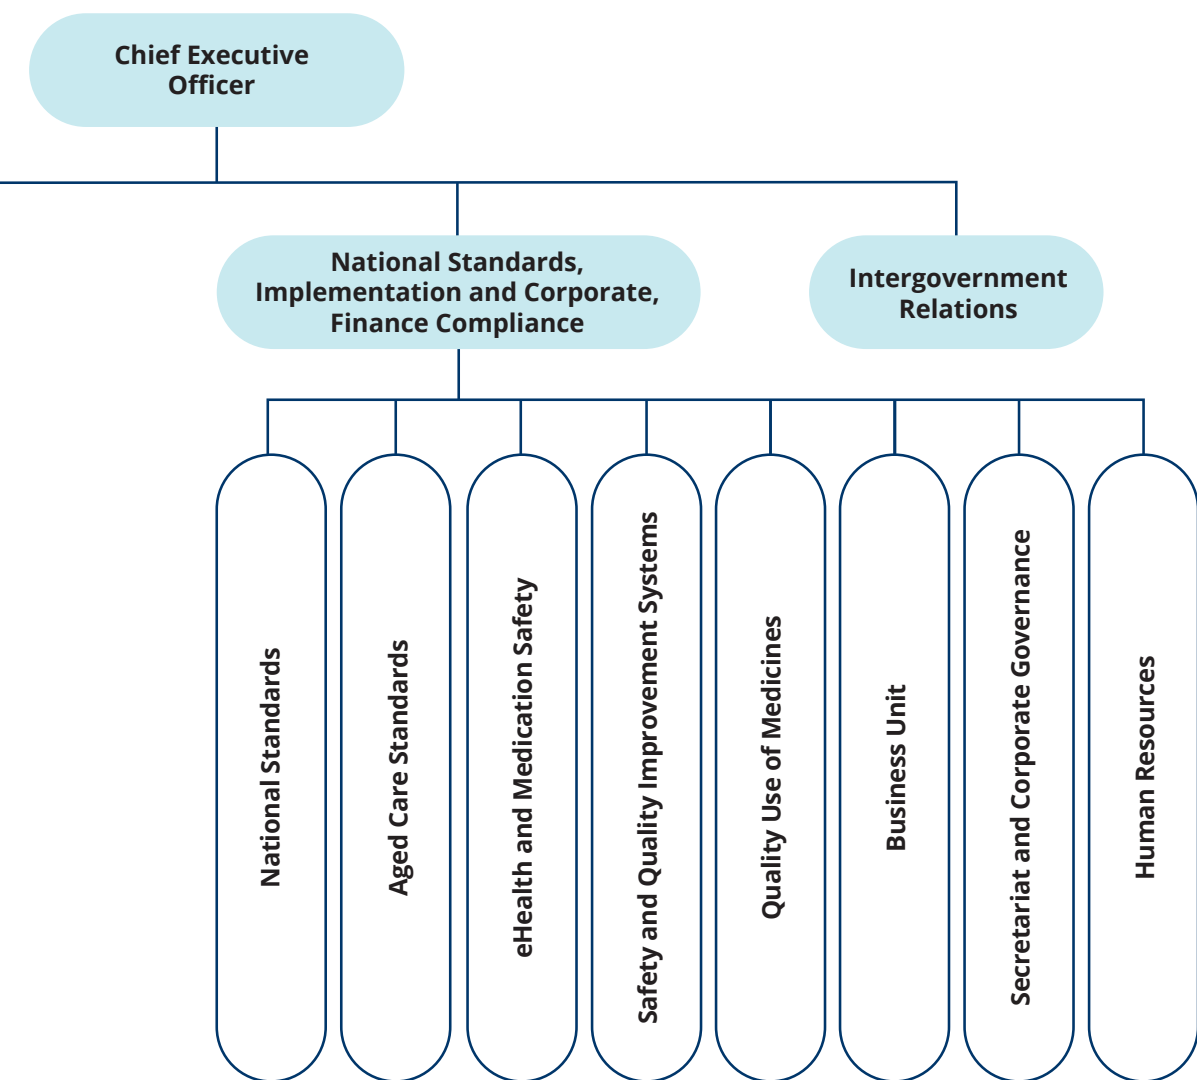 Chief Executive
Officer
National Standards,
Implementation and Corporate,
Finance Compliance
Intergovernment
Relations
National Standards
Aged Care Standards
eHealth and Medication Safety
Safety and Quality Improvement Systems
Quality Use of Medicines
Business Unit
Secretariat and Corporate Governance
Human Resources